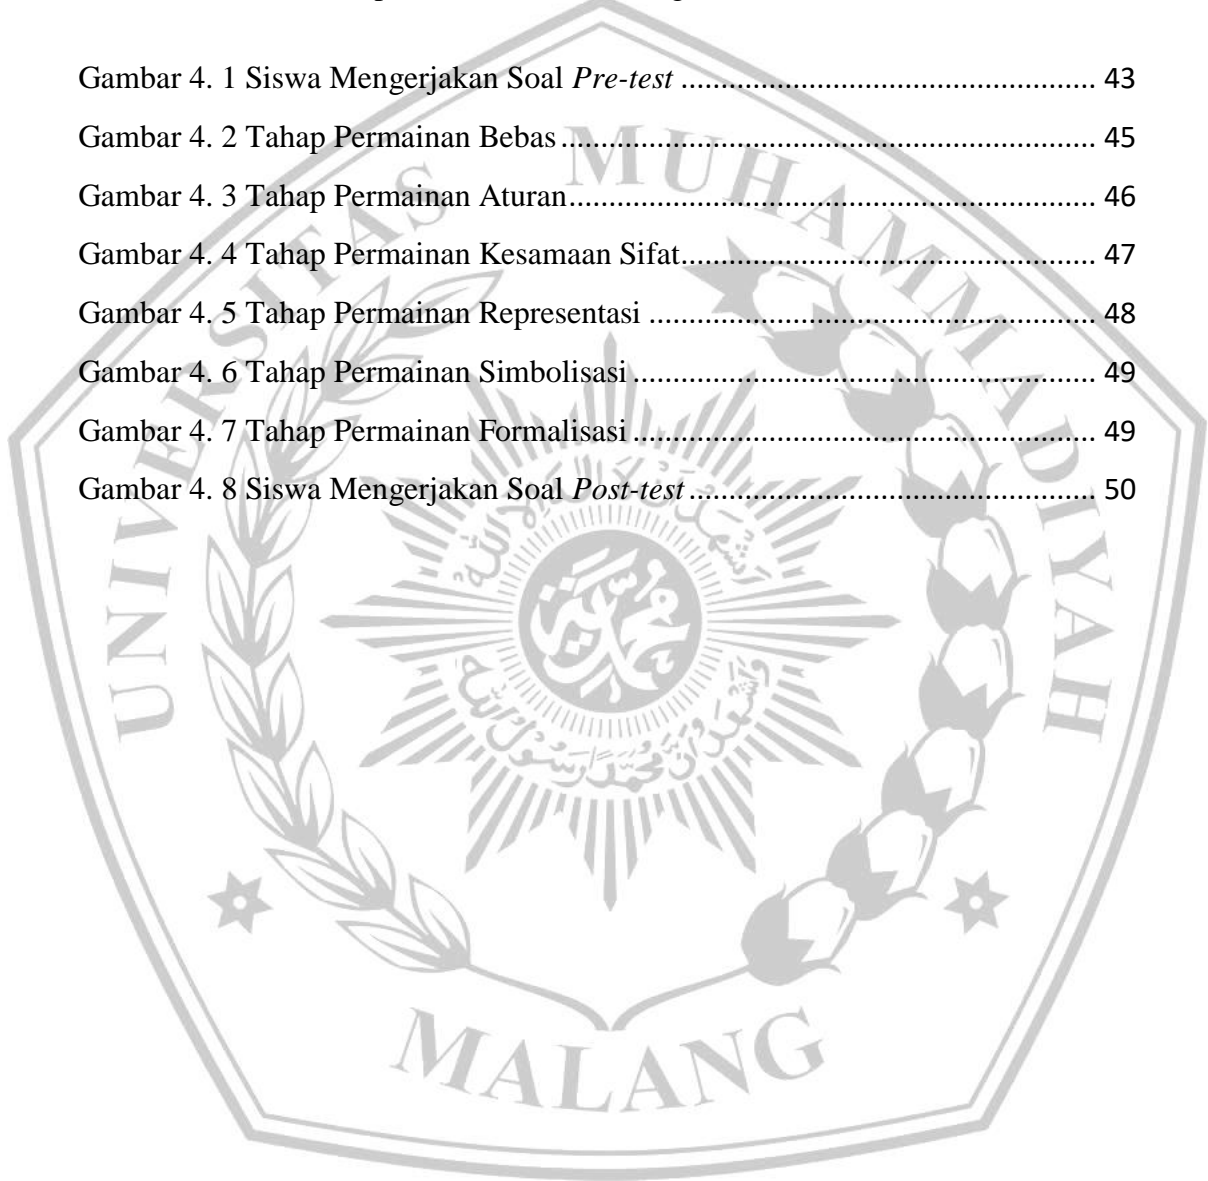 Gambar 4. 1 Siswa Mengerjakan Soal Pre-test ........................................................ 43
Gambar 4. 2 Tahap Permainan Bebas ........................................................................ 45
Gambar 4. 3 Tahap Permainan Aturan....................................................................... 46
Gambar 4. 4 Tahap Permainan Kesamaan Sifat........................................................ 47
Gambar 4. 5 Tahap Permainan Representasi ............................................................ 48
Gambar 4. 6 Tahap Permainan Simbolisasi .............................................................. 49
Gambar 4. 7 Tahap Permainan Formalisasi .............................................................. 49
Gambar 4. 8 Siswa Mengerjakan Soal Post-test ....................................................... 50
UNIVERSITAS MUHAMMADIYAH
MALANG